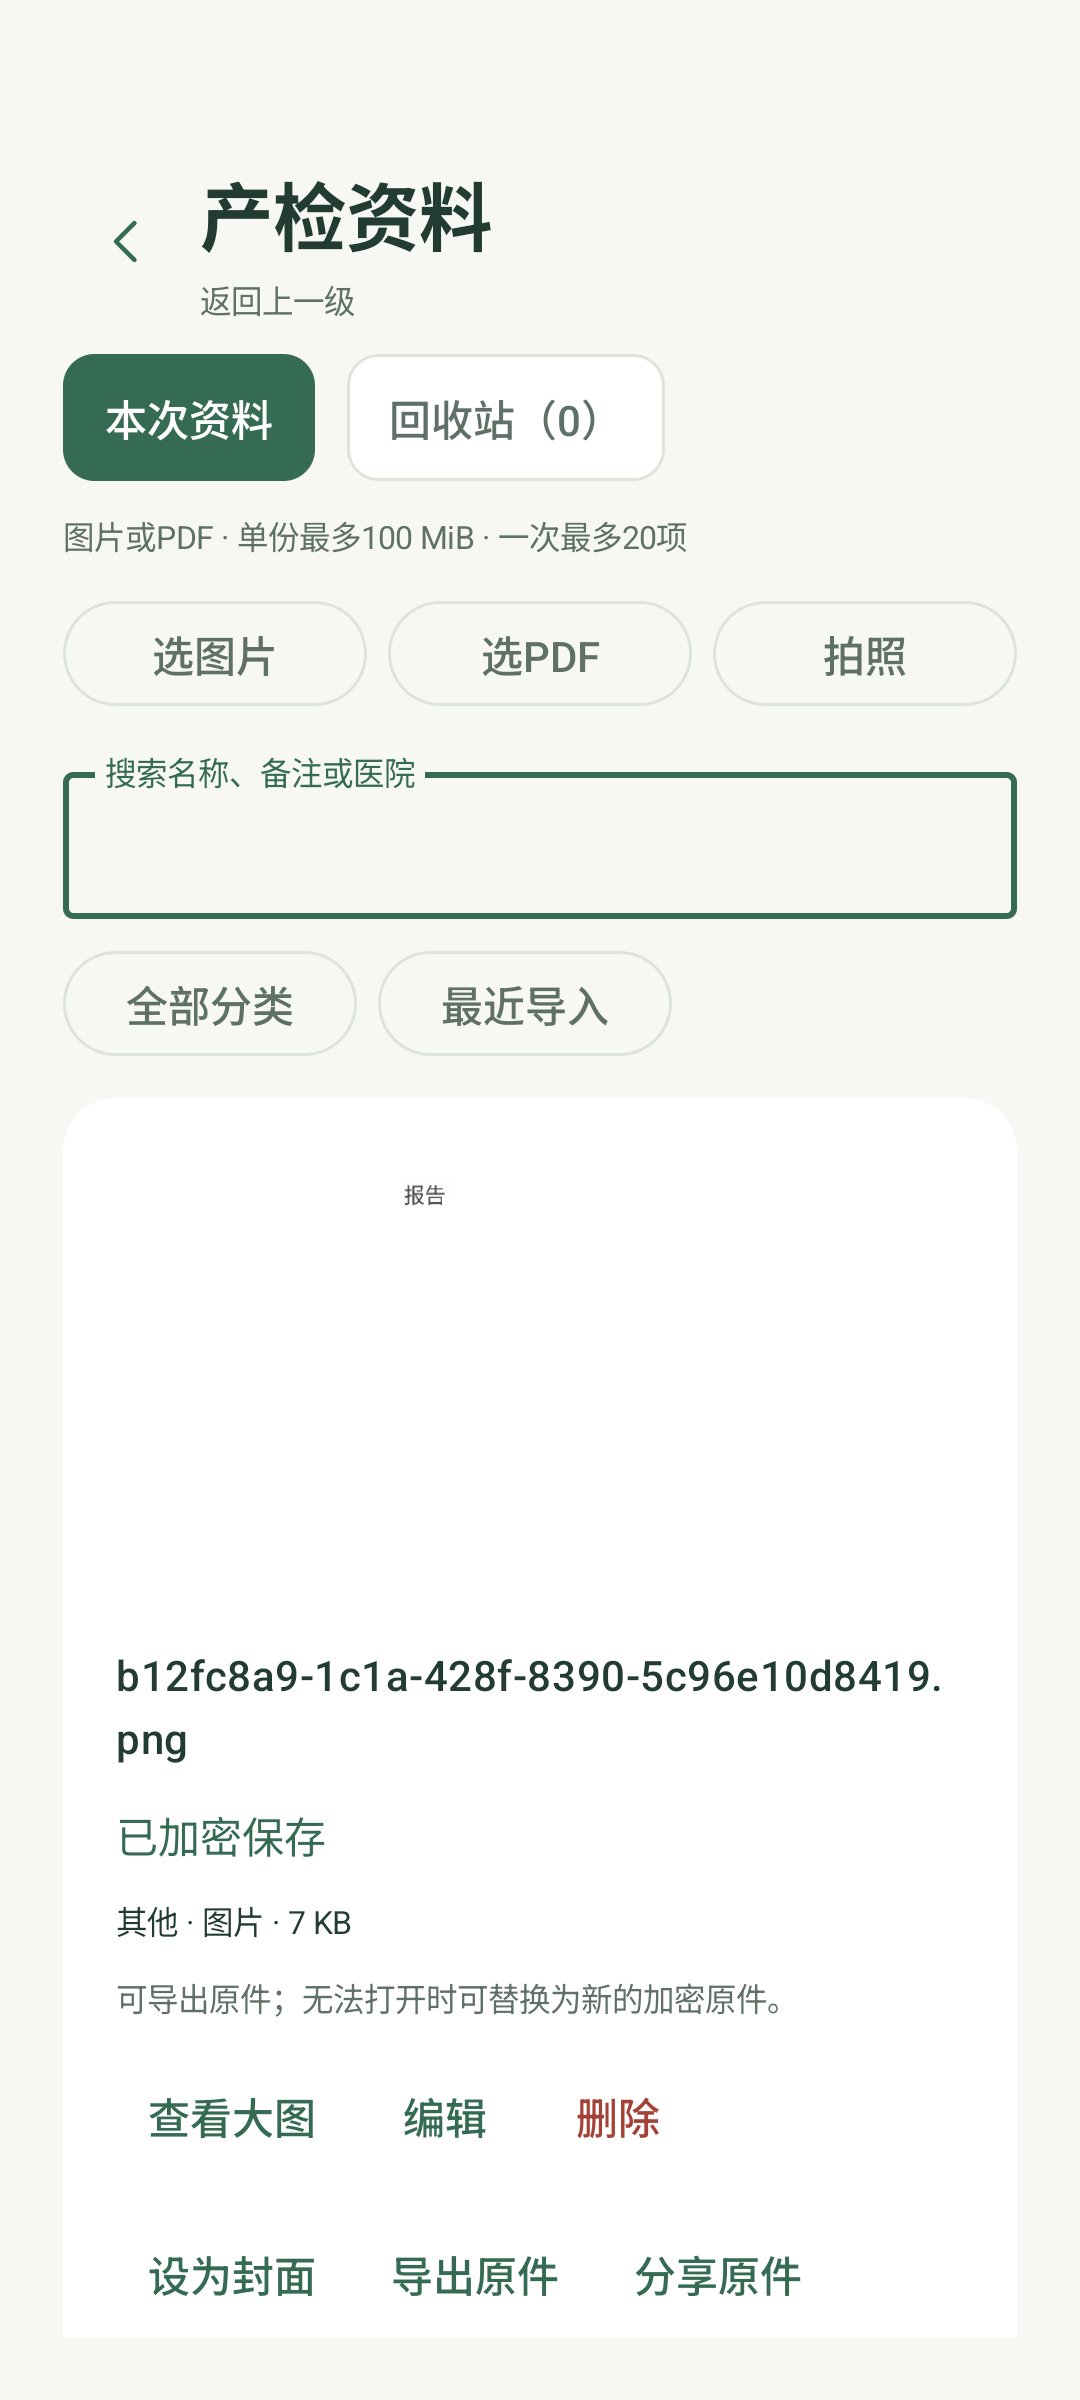 产检资料
返回上一级
本次资料 回收站（0）
图片或PDF · 单份最多100 MiB · 一次最多20项
选图片 选PDF 拍照
搜索名称、备注或医院
全部分类 最近导入
报告
b12fc8a9-1c1a-428f-8390-5c96e10d8419.
png
已加密保存
其他 · 图片 · 7 KB
可导出原件；无法打开时可替换为新的加密原件。
查看大图 编辑 删除
设为封面 导出原件 分享原件